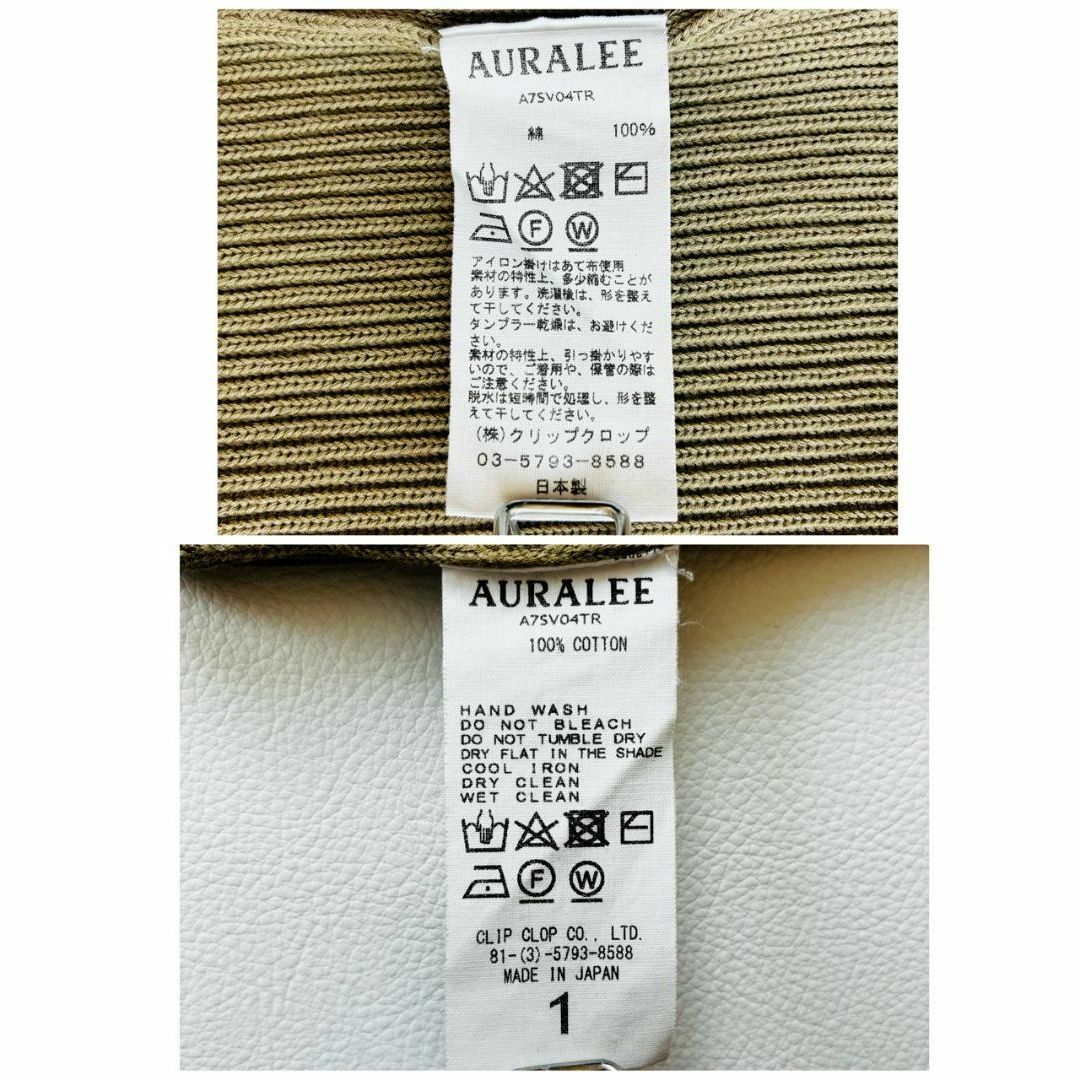 AURALEE
A7SV04TR
綿 100%
F W
アイロン掛けはあて布使用
素材の特性上、多少縮むことが
あります。洗濯後は、形を整え
て干してください。
タンブラー乾燥は、お避けくだ
さい。
素材の特性上、引っ掛かりやす
いので、ご着用や、保管の際は
ご注意ください。
脱水は短時間で処理し、形を整
えて干してください。
(株)クリップクロップ
03-5793-8588
日本製
AURALEE
A7SV04TR
100% COTTON
HAND WASH
DO NOT BLEACH
DO NOT TUMBLE DRY
DRY FLAT IN THE SHADE
COOL IRON
DRY CLEAN
WET CLEAN
F W
CLIP CLOP CO., LTD.
81-(3)-5793-8588
MADE IN JAPAN
1